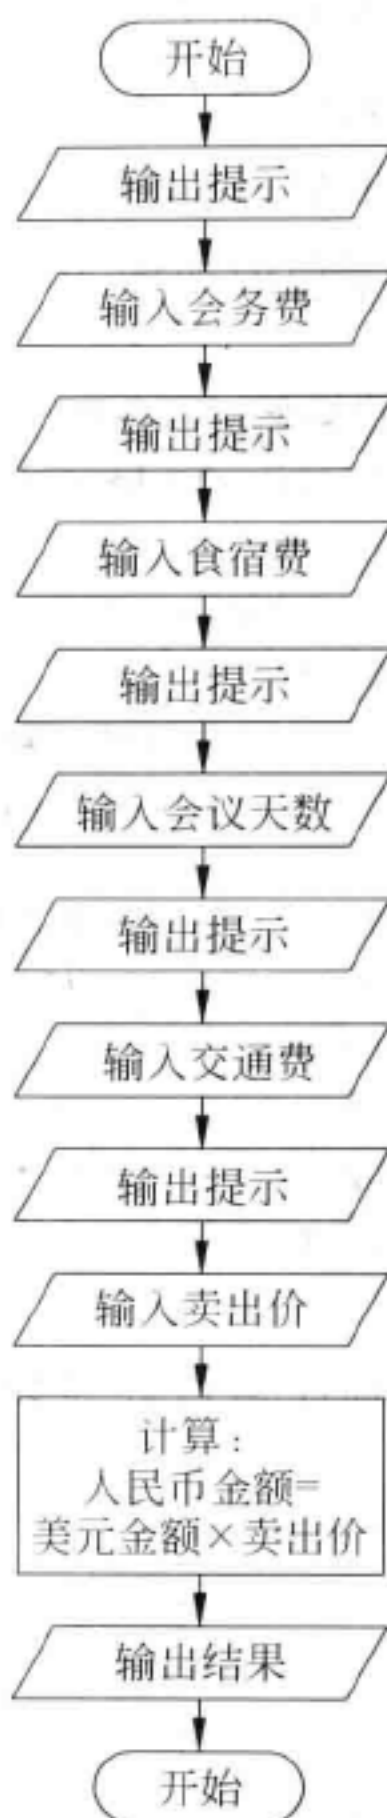 开始
输出提示
输入会务费
输出提示
输入食宿费
输出提示
输入会议天数
输出提示
输入交通费
输出提示
输入卖出价
计算:
人民币金额=
美元金额×卖出价
输出结果
开始